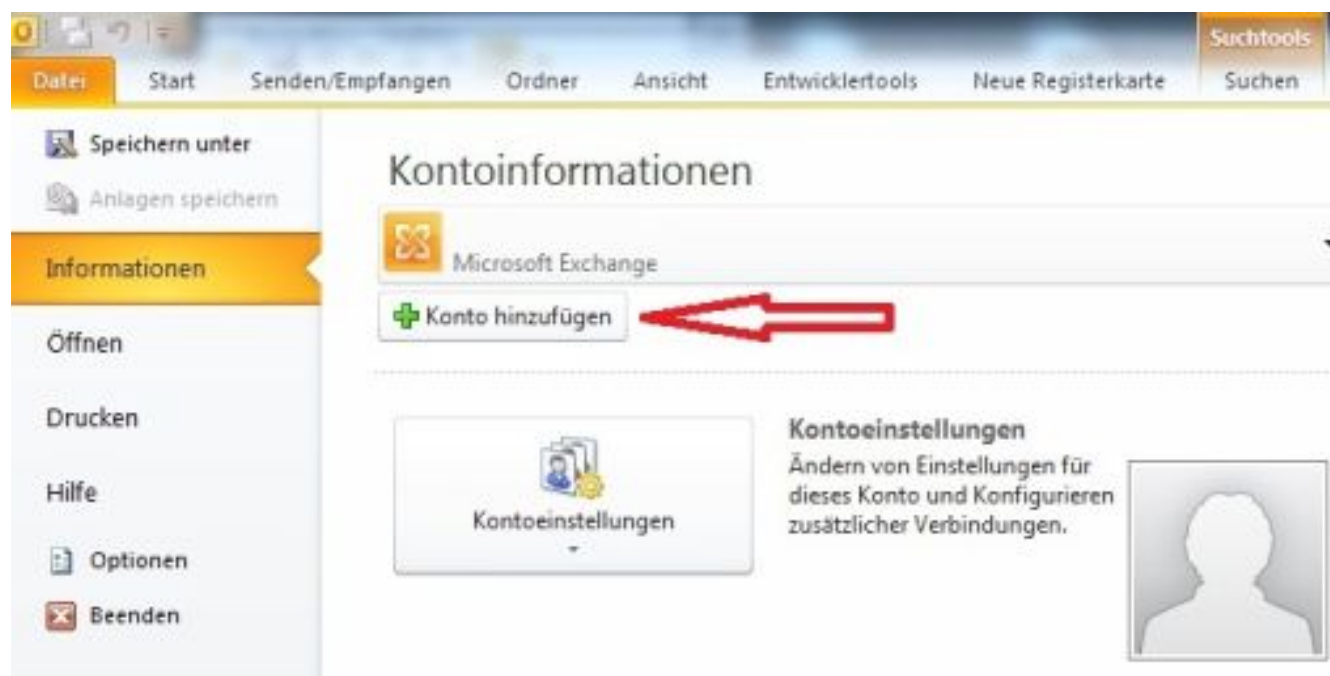 Suchtools
Datei Start Senden/Empfangen Ordner Ansicht Entwicklertools Neue Registerkarte Suchen
Speichern unter
Anlagen speichern
Informationen
Öffnen
Drucken
Hilfe
Optionen
Beenden
Kontoinformationen
Microsoft Exchange
Konto hinzufügen
Kontoeinstellungen
Kontoeinstellungen
Ändern von Einstellungen für
dieses Konto und Konfigurieren
zusätzlicher Verbindungen.